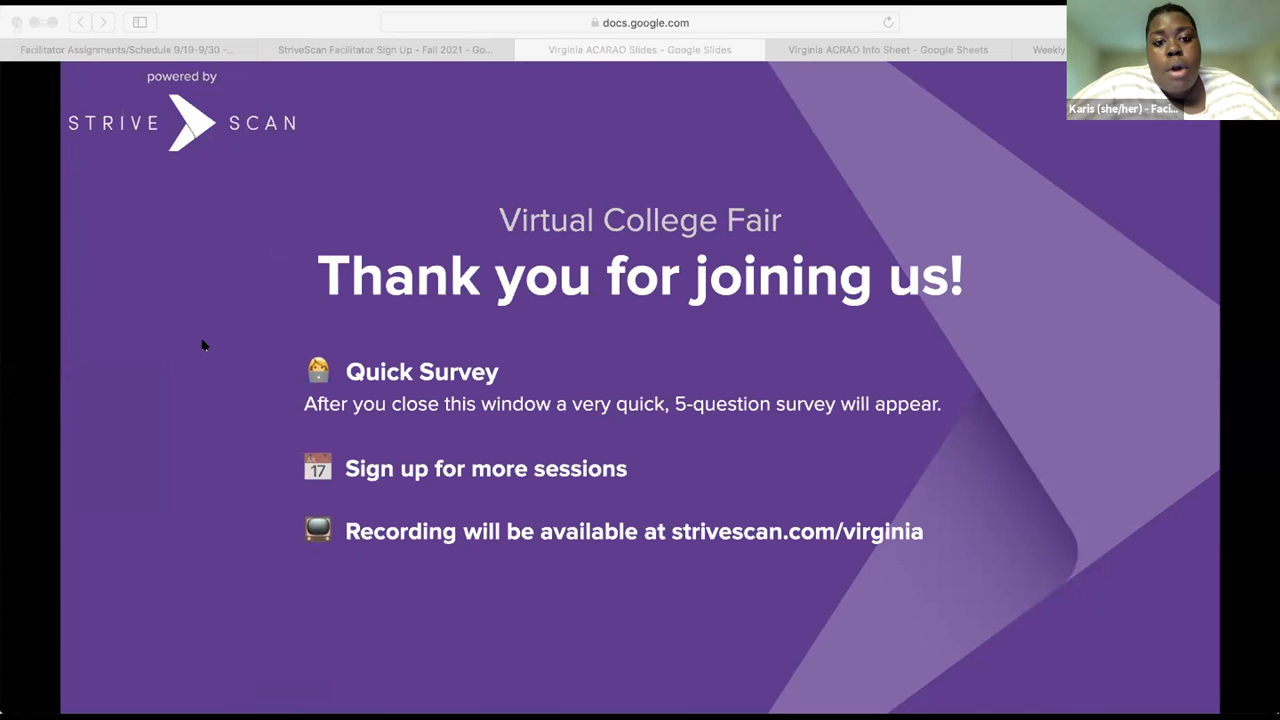 docs.google.com
Facilitator Assignments/Schedule 9/19-9/30 -...
StriveScan Facilitator Sign Up - Fall 2021 - Go...
Virginia ACARAO Slides - Google Slides
Virginia ACRAO Info Sheet - Google Sheets
Weekly
Karis (she/her) - Faci...
powered by
STRIVE SCAN
Virtual College Fair
Thank you for joining us!
Quick Survey
After you close this window a very quick, 5-question survey will appear.
17
Sign up for more sessions
Recording will be available at strivescan.com/virginia